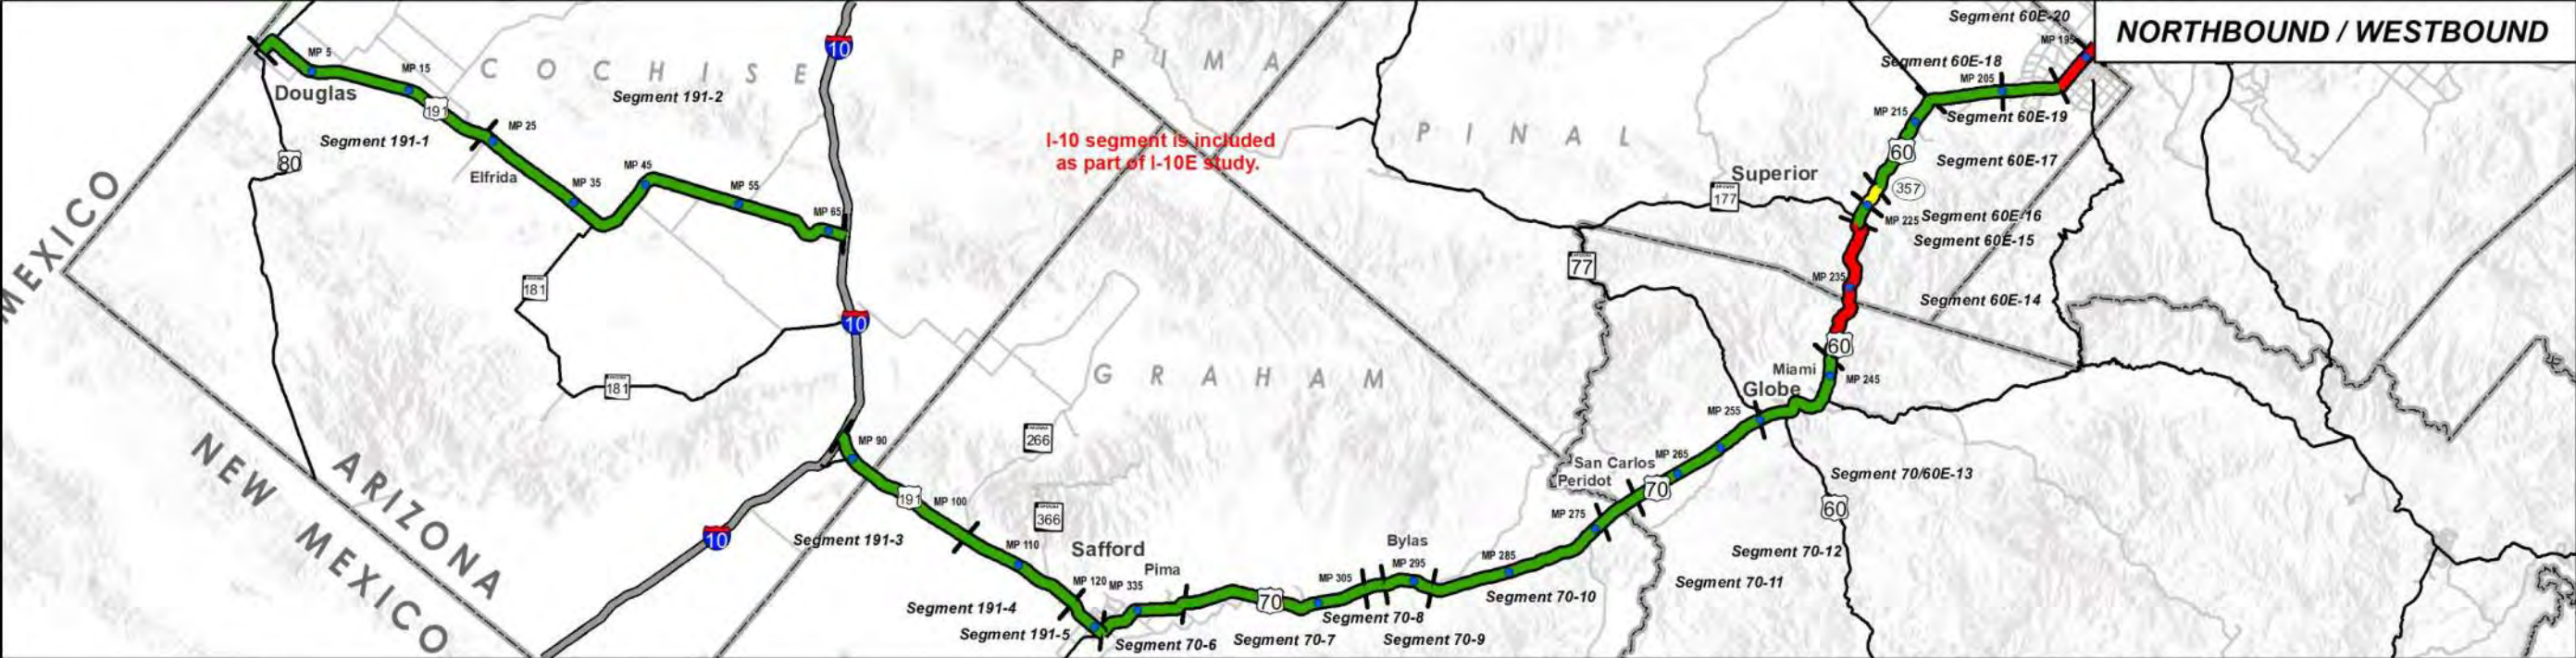 NORTHBOUND / WESTBOUND
Segment 60E-20
MP 195
10
MP 5
COCHISE
PIMA
Segment 60E-18
MP 205
MP 15
Douglas
Segment 191-2
191
MP 215
Segment 60E-19
MP 25
Segment 191-1
I-10 segment is included
as part of I-10E study.
PINAL
60
Segment 60E-17
80
MP 45
Elfrida
MP 35
MP 55
Superior
177
357
MEXICO
MP 65
MP 225
Segment 60E-16
Segment 60E-15
77
MP 235
181
Segment 60E-14
10
60
GRAHAM
Miami
MP 245
181
Globe
MP 255
266
MP 90
ARIZONA
NEW MEXICO
San Carlos
MP 265
Peridot
Segment 70/60E-13
70
191
MP 100
366
60
MP 275
10
Segment 191-3
MP 110
Safford
Bylas
Segment 70-12
MP 285
Pima
MP 295
Segment 70-11
MP 120
MP 335
MP 305
Segment 70-10
70
Segment 191-4
Segment 70-8
Segment 191-5
Segment 70-6
Segment 70-7
Segment 70-9